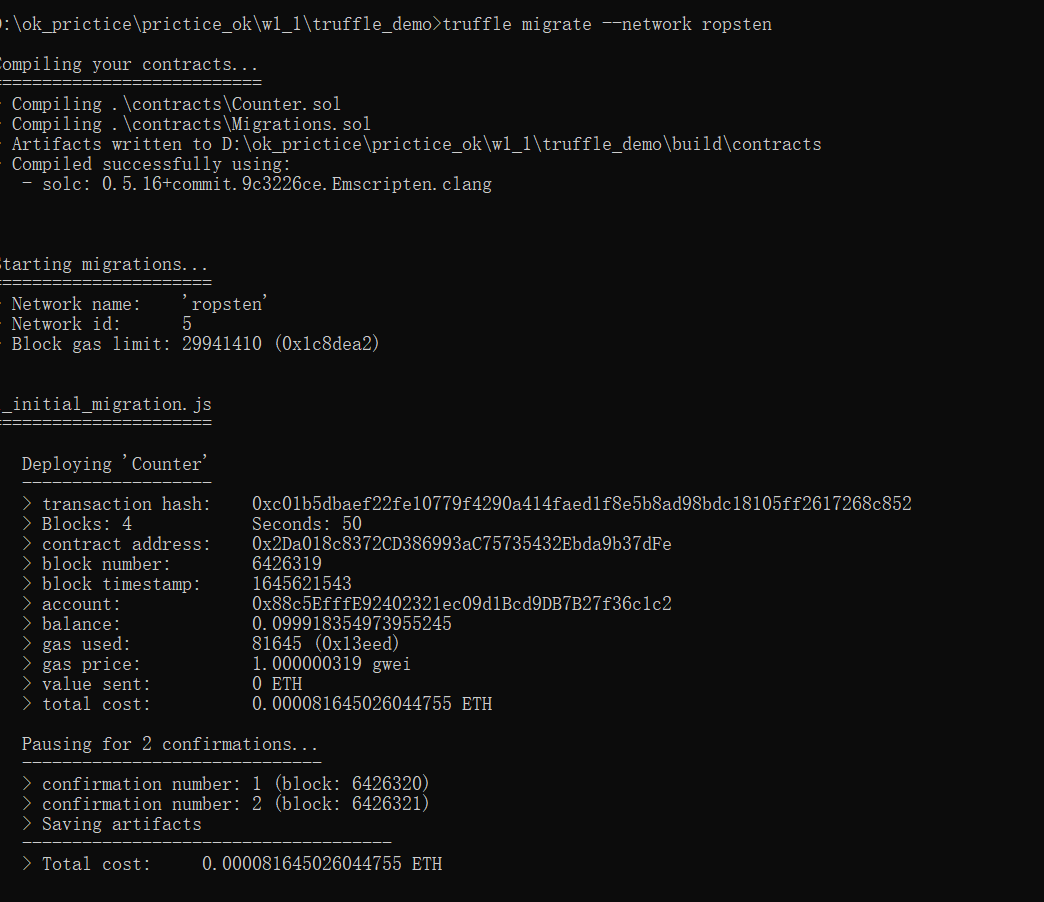 :\ok_prictice\prictice_ok\w1_1\truffle_demo>truffle migrate --network ropsten
ompiling your contracts...
===========================
Compiling .\contracts\Counter.sol
Compiling .\contracts\Migrations.sol
Artifacts written to D:\ok_prictice\prictice_ok\w1_1\truffle_demo\build\contracts
Compiled successfully using:
- solc: 0.5.16+commit.9c3226ce.Emscripten.clang
tarting migrations...
======================
Network name:    'ropsten'
Network id:      5
Block gas limit: 29941410 (0x1c8dea2)
_initial_migration.js
======================
Deploying 'Counter'
-------------------
> transaction hash:    0xc01b5dbaef22fe10779f4290a414faed1f8e5b8ad98bdc18105ff2617268c852
> Blocks: 4            Seconds: 50
> contract address:    0x2Da018c8372CD386993aC75735432Ebda9b37dFe
> block number:        6426319
> block timestamp:     1645621543
> account:             0x88c5EfffE92402321ec09d1Bcd9DB7B27f36c1c2
> balance:             0.099918354973955245
> gas used:            81645 (0x13eed)
> gas price:           1.000000319 gwei
> value sent:          0 ETH
> total cost:          0.000081645026044755 ETH
Pausing for 2 confirmations...
------------------------------
> confirmation number: 1 (block: 6426320)
> confirmation number: 2 (block: 6426321)
> Saving artifacts
-------------------------------------
> Total cost:     0.000081645026044755 ETH